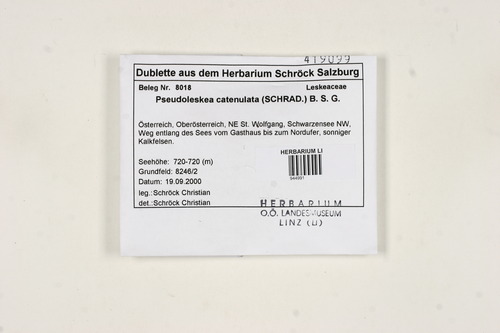 419099
Dublette aus dem Herbarium Schröck Salzburg
Beleg Nr. 8018 Leskeaceae
Pseudoleskea catenulata (SCHRAD.) B. S. G.
Österreich, Oberösterreich, NE St. Wolfgang, Schwarzensee NW,
Weg entlang des Sees vom Gasthaus bis zum Nordufer, sonniger
Kalkfelsen.
Seehöhe: 720-720 (m)
Grundfeld: 8246/2
Datum: 19.09.2000
leg.: Schröck Christian
det.: Schröck Christian
HERBARIUM LI
HERBARIUM
O.Ö. LANDESMUSEUM
LINZ (LI)